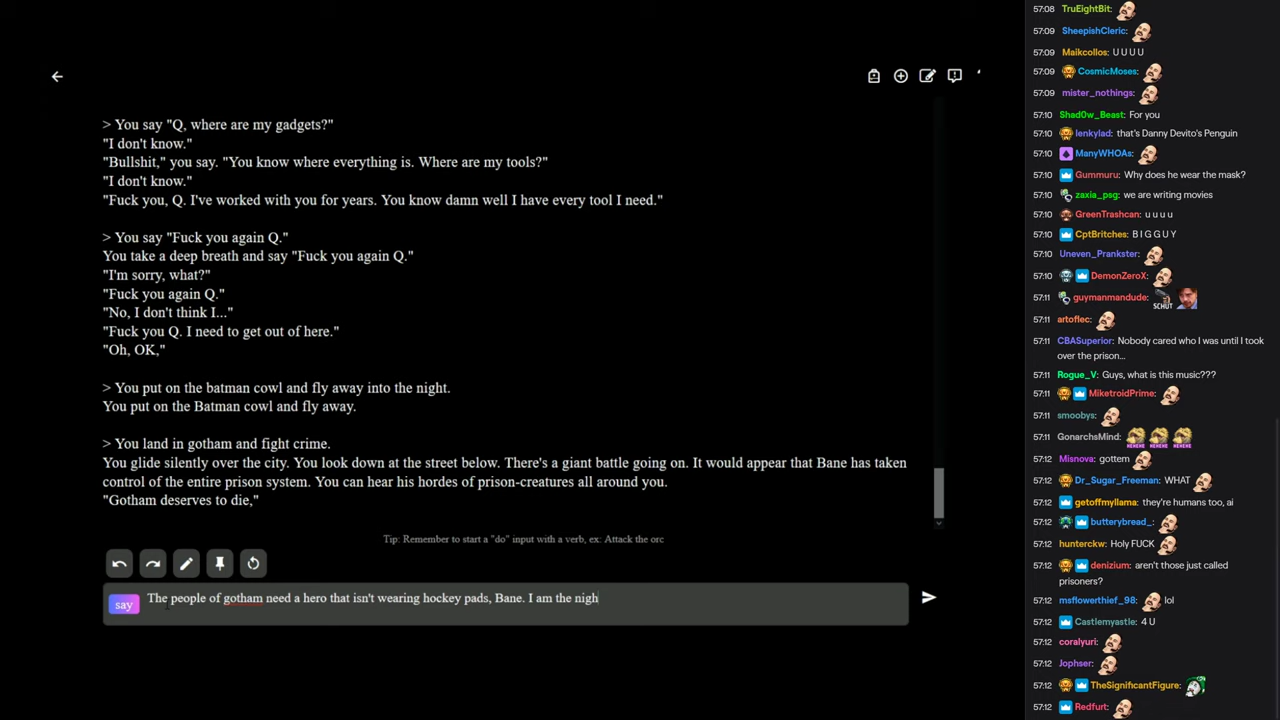 > You say "Q, where are my gadgets?"
"I don't know."
"Bullshit," you say. "You know where everything is. Where are my tools?"
"I don't know."
"Fuck you, Q. I've worked with you for years. You know damn well I have every tool I need."
> You say "Fuck you again Q."
You take a deep breath and say "Fuck you again Q."
"I'm sorry, what?"
"Fuck you again Q."
"No, I don't think I..."
"Fuck you Q. I need to get out of here."
"Oh, OK,"
> You put on the batman cowl and fly away into the night.
You put on the Batman cowl and fly away.
> You land in gotham and fight crime.
You glide silently over the city. You look down at the street below. There's a giant battle going on. It would appear that Bane has taken
control of the entire prison system. You can hear his hordes of prison-creatures all around you.
"Gotham deserves to die,"
Tip: Remember to start a "do" input with a verb, ex: Attack the orc
say The people of gotham need a hero that isn't wearing hockey pads, Bane. I am the nigh
57:08 TruEightBit:
57:09 SheepishCleric:
57:09 Maikcollos: U U U U
57:09 CosmicMoses:
57:09 mister_nothings:
57:10 Shad0w_Beast: For you
57:10 lenkylad: that's Danny Devito's Penguin
57:10 ManyWHOAs:
57:10 Gummuru: Why does he wear the mask?
57:10 zaxia_psg: we are writing movies
57:10 GreenTrashcan: u u u u
57:10 CptBritches: B I G G U Y
57:10 Uneven_Prankster:
57:10 DemonZeroX:
57:11 guymanmandude: SCHUT
57:11 artoflec:
57:11 CBASuperior: Nobody cared who I was until I took
over the prison...
57:11 Rogue_V: Guys, what is this music???
57:11 MiketroidPrime:
57:11 smoobys:
57:11 GonarchsMind: HEHEHE HEHEHE HEHEHE
57:12 Misnova: gottem
57:12 Dr_Sugar_Freeman: WHAT
57:12 getoffmyllama: they're humans too, ai
57:12 butterybread_:
57:12 hunterckw: Holy FUCK
57:12 denizium: aren't those just called
prisoners?
57:12 msflowerthief_98: lol
57:12 Castlemyastle: 4 U
57:12 coralyuri:
57:12 Jophser:
57:12 TheSignificantFigure:
57:12 Redfurt: